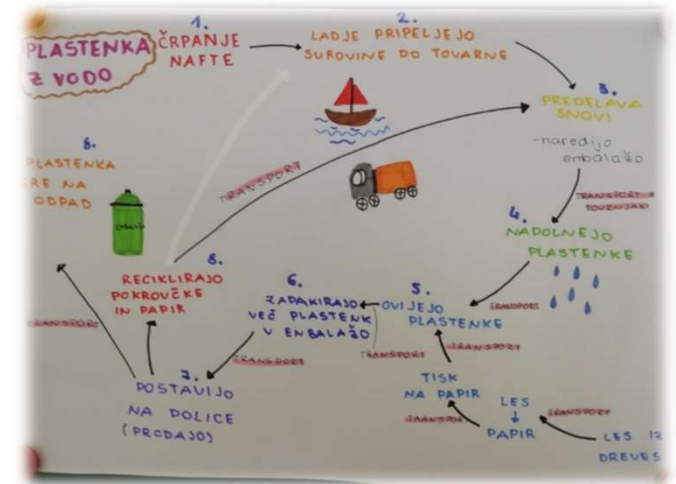 PLASTENKA
Z VODO
1.
ČRPANJE
NAFTE
2.
LADJE PRIPELJEJO
SUROVINE DO TOVARNE
3.
PREDELAVA
SNOVI
-naredijo
embalažo
TRANSPORT
4.
NADOLNEJO
PLASTENKE
TRANSPORT
5.
OVIJEJO
PLASTENKE
TRANSPORT
TISK
NA PAPIR
TRANSPORT
LES
PAPIR
TRANSPORT
LES IZ
DREVES
TRANSPORT
6.
ZAPAKIRAJO
VEČ PLASTENK
V ENBALAŽO
TRANSPORT
7.
POSTAVIJO
NA POLICE
(PRODAJO)
8.
RECIKLIRAJO
POKROVČKE
IN PAPIR
TRANSPORT
TRANSPORT
8.
PLASTENKA
GRE NA
ODPAD